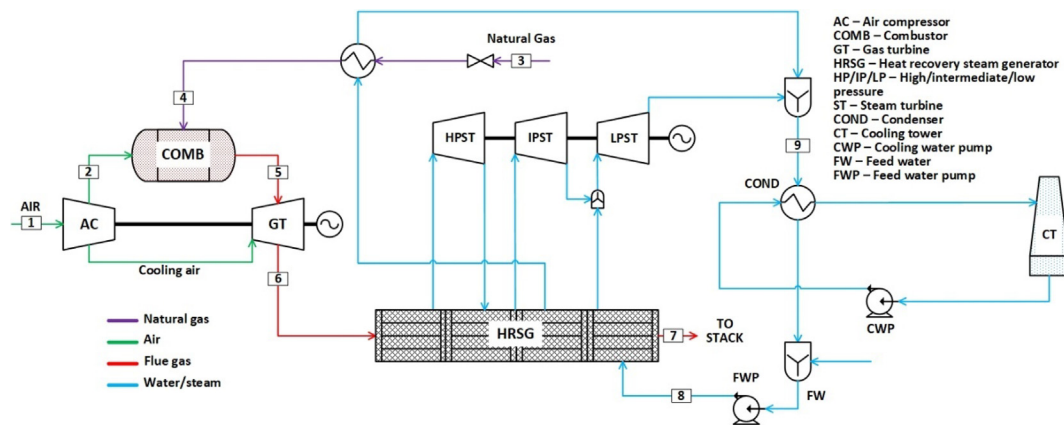 Natural Gas
3
4
HPST
IPST
LPST
COMB
2
5
AIR
1
AC
GT
Cooling air
6
9
COND
CT
CWP
Natural gas
Air
Flue gas
Water/steam
HRSG
7
TO
STACK
8
FWP
FW
AC – Air compressor
COMB – Combustor
GT – Gas turbine
HRSG – Heat recovery steam generator
HP/IP/LP – High/intermediate/low
pressure
ST – Steam turbine
COND – Condenser
CT – Cooling tower
CWP – Cooling water pump
FW – Feed water
FWP – Feed water pump